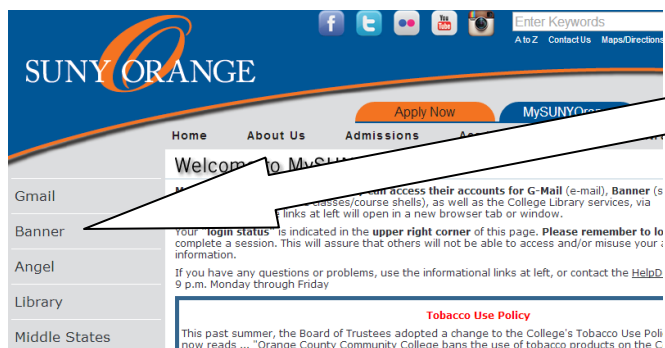 Enter Keywords
A to Z Contact Us Maps/Directions
SUNY ORANGE
Apply Now MySUNYOra
Home About Us Admissions
Welcome to MySUN
Gmail
access their accounts for G-Mail (e-mail), Banner (s
classes/course shells), as well as the College Library services, via
links at left will open in a new browser tab or window.
Banner
Your "login status" is indicated in the upper right corner of this page. Please remember to lo
complete a session. This will assure that others will not be able to access and/or misuse your a
information.
Angel
If you have any questions or problems, use the informational links at left, or contact the HelpD
9 p.m. Monday through Friday
Library
Tobacco Use Policy
Middle States
This past summer, the Board of Trustees adopted a change to the College's Tobacco Use Poli
now reads ... "Orange County Community College bans the use of tobacco products on the C